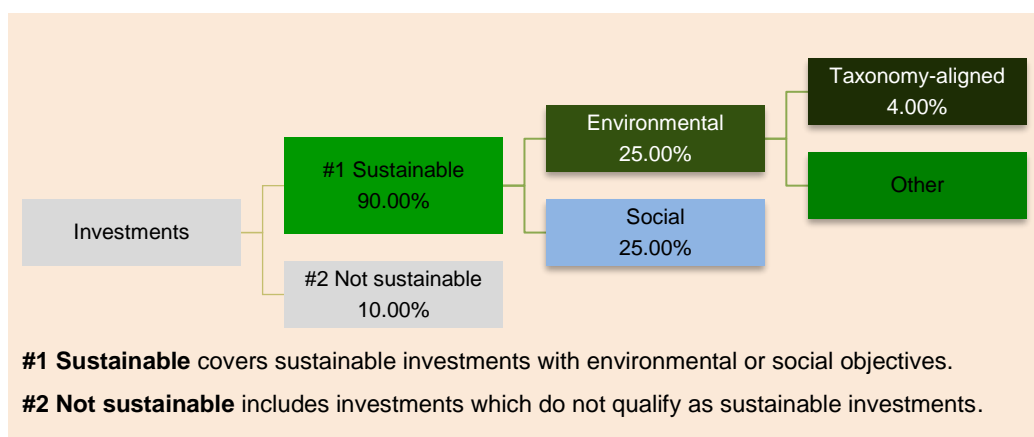 Taxonomy-aligned
4.00%
Environmental
25.00%
#1 Sustainable
90.00%
Other
Social
25.00%
Investments
#2 Not sustainable
10.00%
#1 Sustainable covers sustainable investments with environmental or social objectives.
#2 Not sustainable includes investments which do not qualify as sustainable investments.